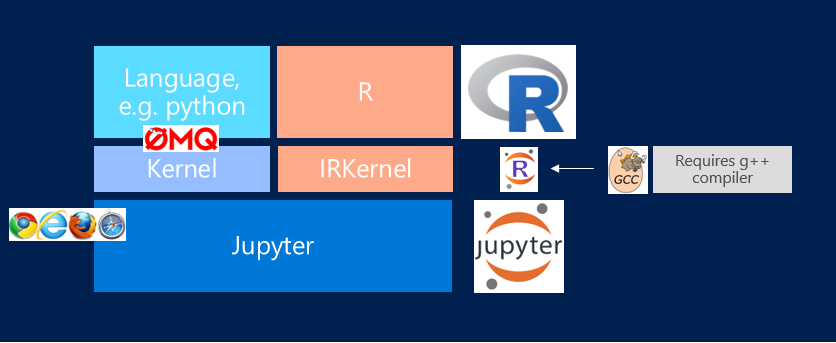 Language,
e.g. python
R
R
ØMQ
Kernel
IRKernel
R
GCC
Requires g++
compiler
Jupyter
jupyter